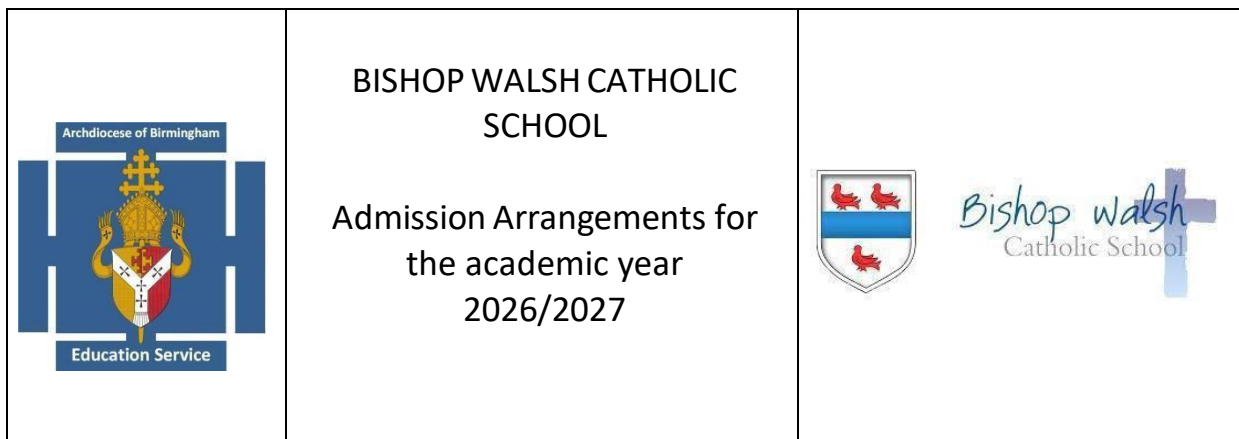 Archdiocese of Birmingham
Education Service
BISHOP WALSH CATHOLIC
SCHOOL
Admission Arrangements for
the academic year
2026/2027
Bishop Walsh
Catholic School